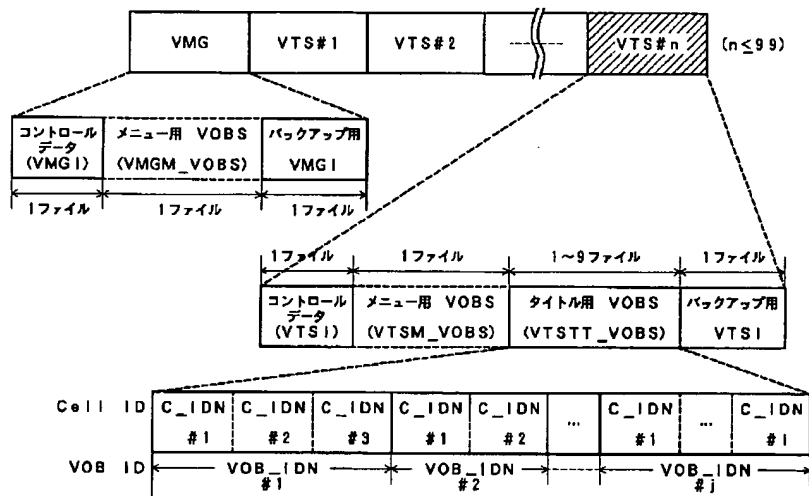 VMG VTS#1 VTS#2 VTS#n (n≤99)
コントロール
データ
(VMGI)
メニュー用 VOBS
(VMGM_VOBS)
バックアップ用
VMGI
1ファイル 1ファイル 1ファイル
1ファイル 1ファイル 1〜9ファイル 1ファイル
コントロール
データ
(VTSI)
メニュー用 VOBS
(VTSM_VOBS)
タイトル用 VOBS
(VTSTT_VOBS)
バックアップ用
VTSI
Cell ID C_IDN C_IDN C_IDN C_IDN C_IDN ... C_IDN ... C_IDN
#1 #2 #3 #1 #2 #1 #i
VOB ID VOB_IDN VOB_IDN VOB_IDN
#1 #2 #j